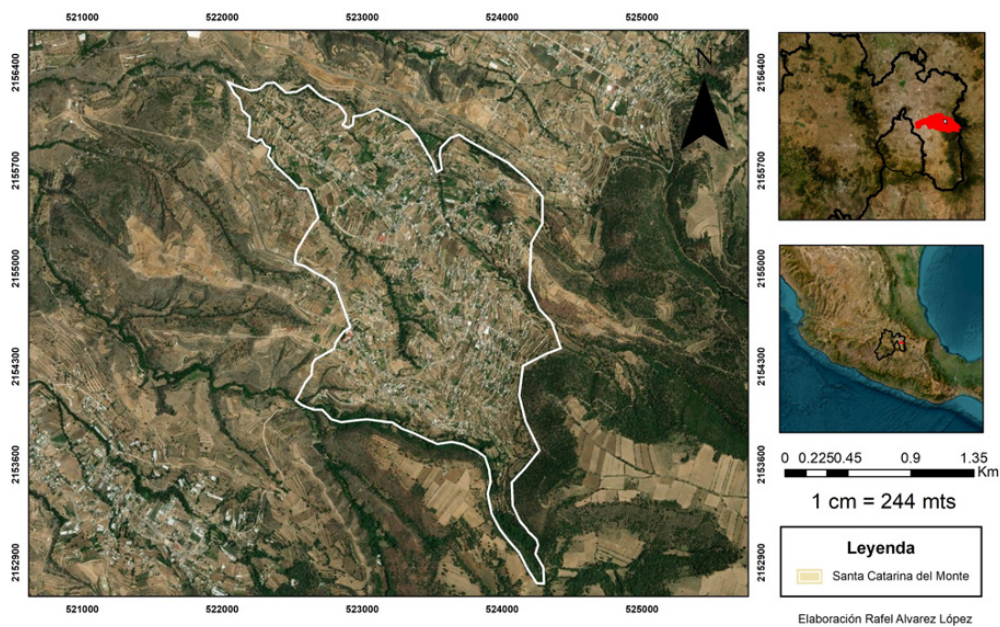 521000 522000 523000 524000 525000
2156400 2156400
N
2155700 2155700
2155000 2155000
2154300 2154300
2153600 2153600
2152900 2152900
521000 522000 523000 524000 525000
0 0.2250.45 0.9 1.35
Km
1 cm = 244 mts
Leyenda
Santa Catarina del Monte
Elaboración Rafel Alvarez López